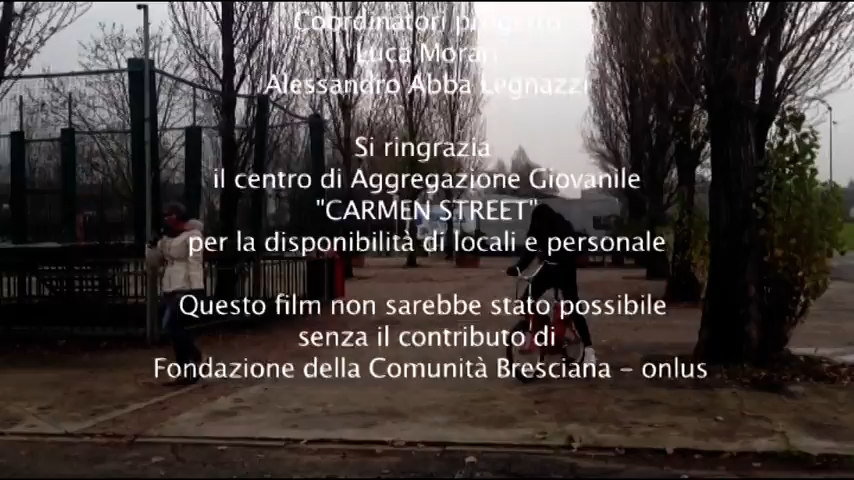 Coordinatori progetto
Luca Morari
Alessandro Abba Legnazzi
Si ringrazia
il centro di Aggregazione Giovanile
"CARMEN STREET"
per la disponibilità di locali e personale
Questo film non sarebbe stato possibile
senza il contributo di
Fondazione della Comunità Bresciana - onlus